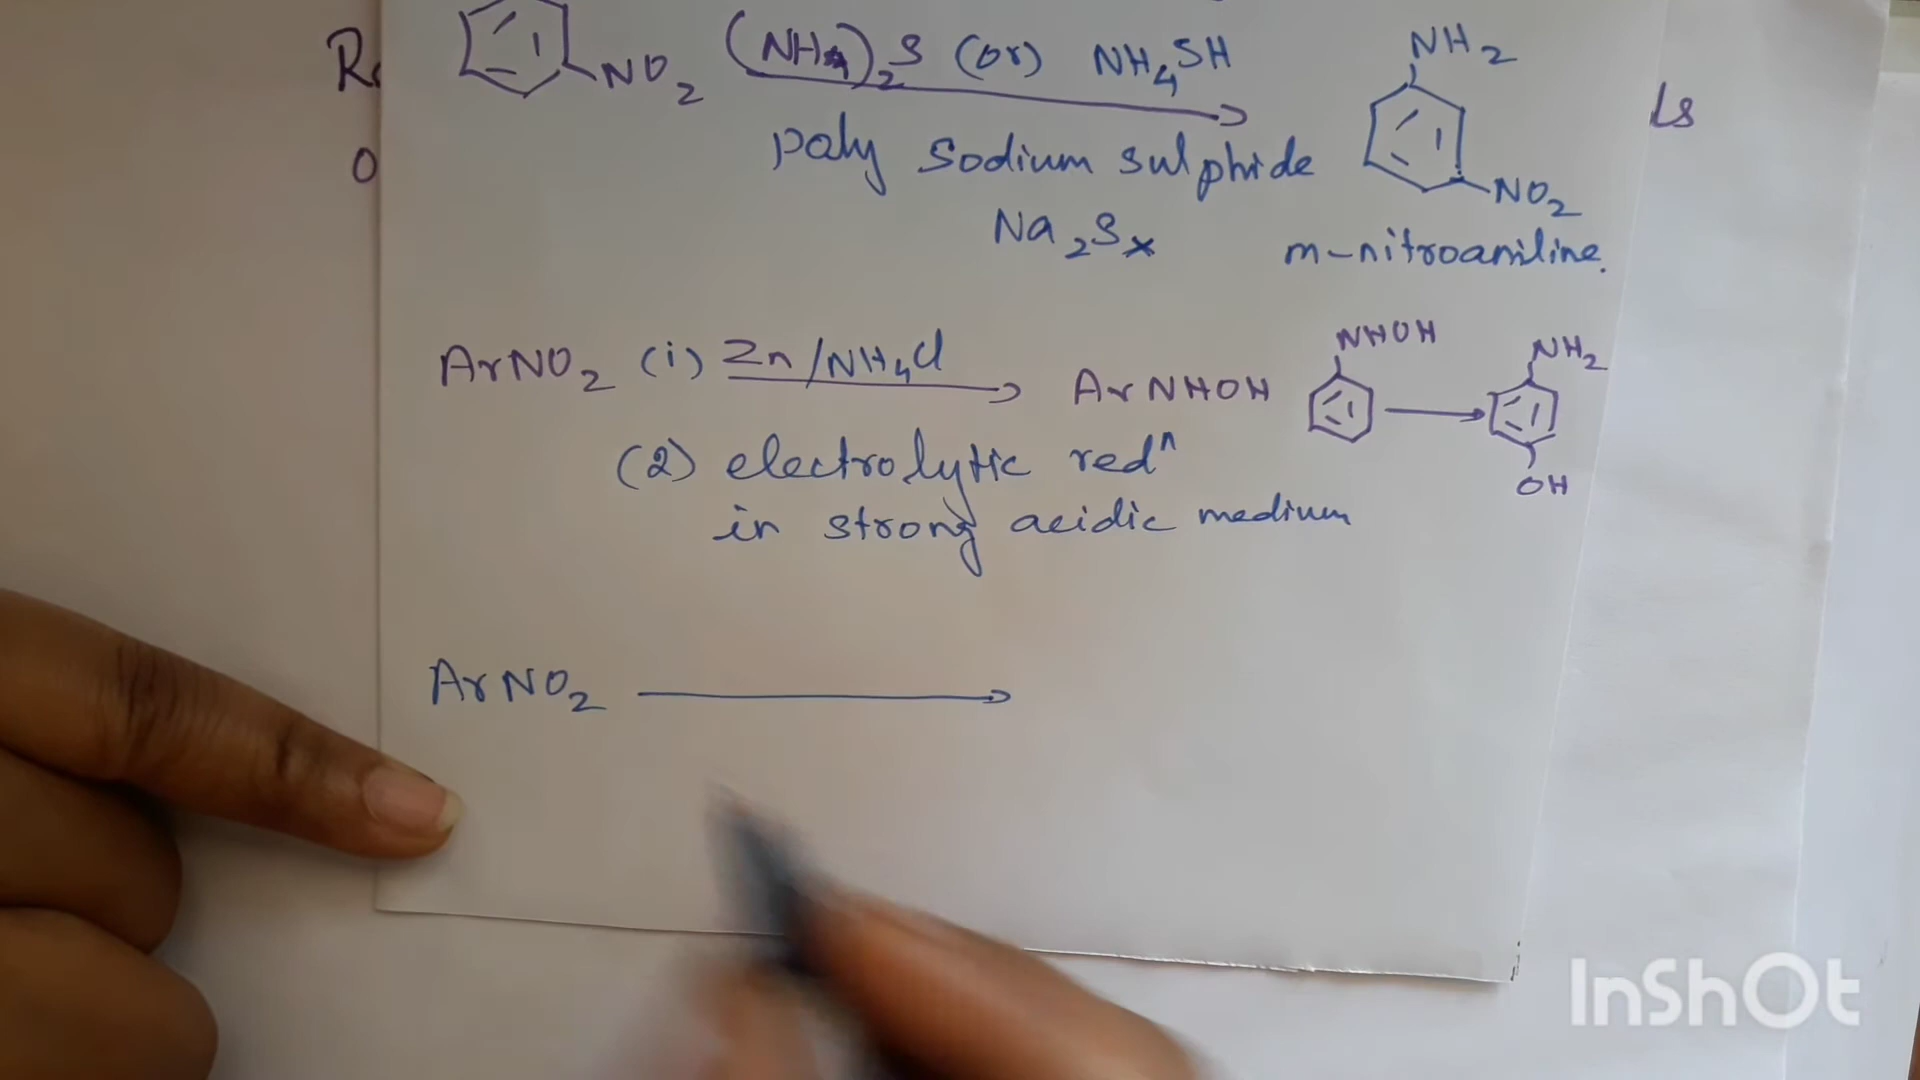 NO2 (NH4)2S (or) NH4SH NH2
poly sodium sulphide NO2
Na2Sx m-nitroaniline.
ArNO2 (i) Zn/NH4Cl ArNHOH NHOH NH2
(2) electrolytic redn OH
in strong acidic medium
ArNO2
InShOt